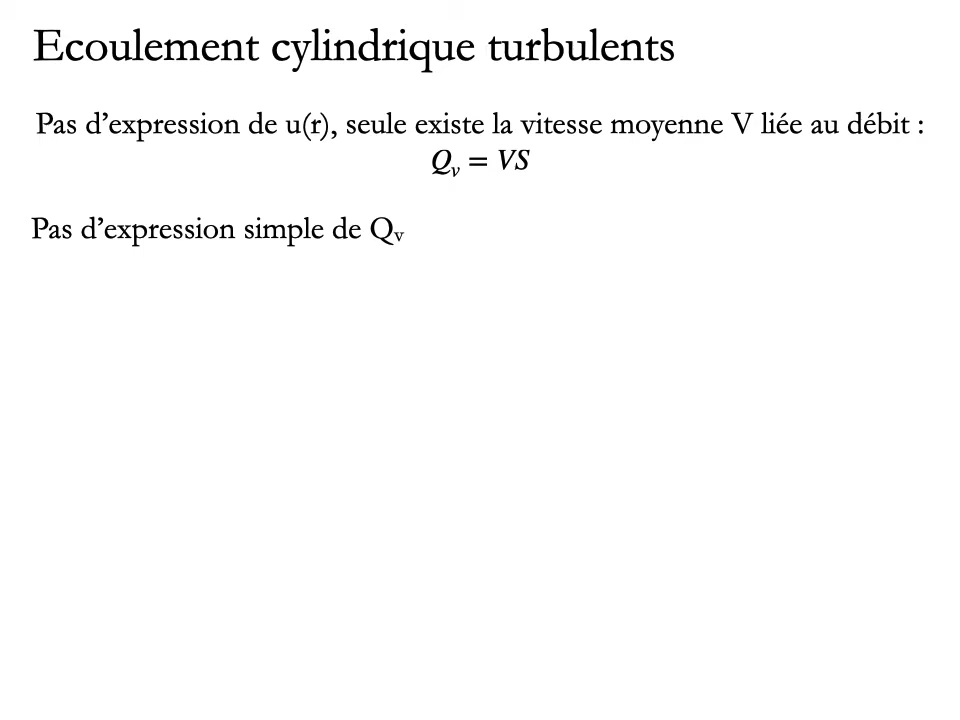 Ecoulement cylindrique turbulents
Pas d’expression de u(r), seule existe la vitesse moyenne V liée au débit :
Qᵥ = VS
Pas d’expression simple de Qᵥ